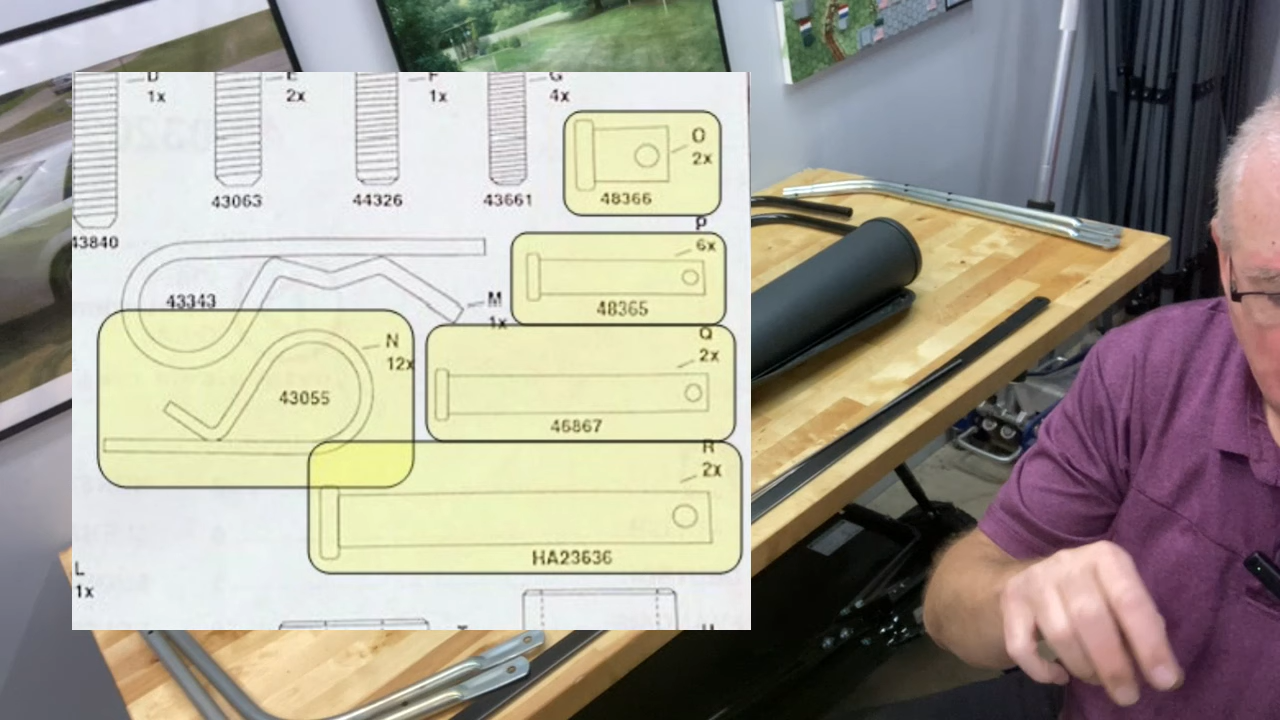 D
1x
E
2x
F
1x
G
4x
O
2x
43063
44326
43661
48366
43840
P
6x
43343
M
1x
48365
N
12x
Q
2x
43055
46867
R
2x
HA23636
L
1x